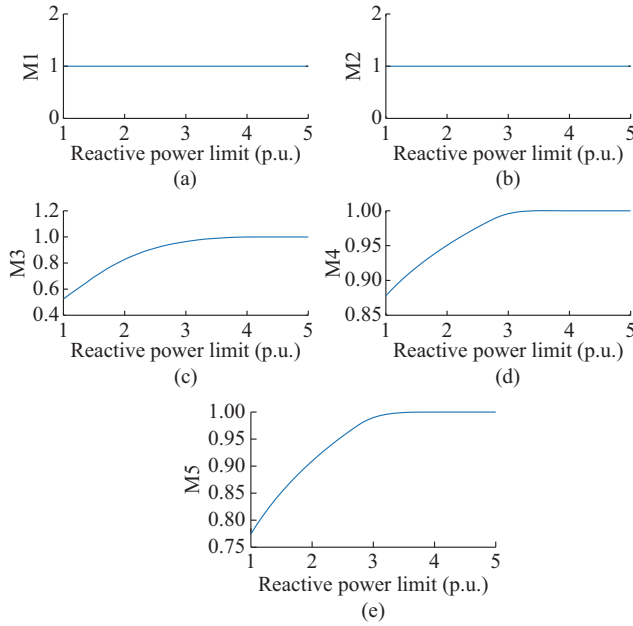 2
M1
1
0
1 2 3 4 5
Reactive power limit (p.u.)
(a)
2
M2
1
0
1 2 3 4 5
Reactive power limit (p.u.)
(b)
1.2
1.0
M3
0.8
0.6
0.4
1 2 3 4 5
Reactive power limit (p.u.)
(c)
1.00
0.95
M4
0.90
0.85
1 2 3 4 5
Reactive power limit (p.u.)
(d)
1.00
0.95
0.90
M5
0.85
0.80
0.75
1 2 3 4 5
Reactive power limit (p.u.)
(e)